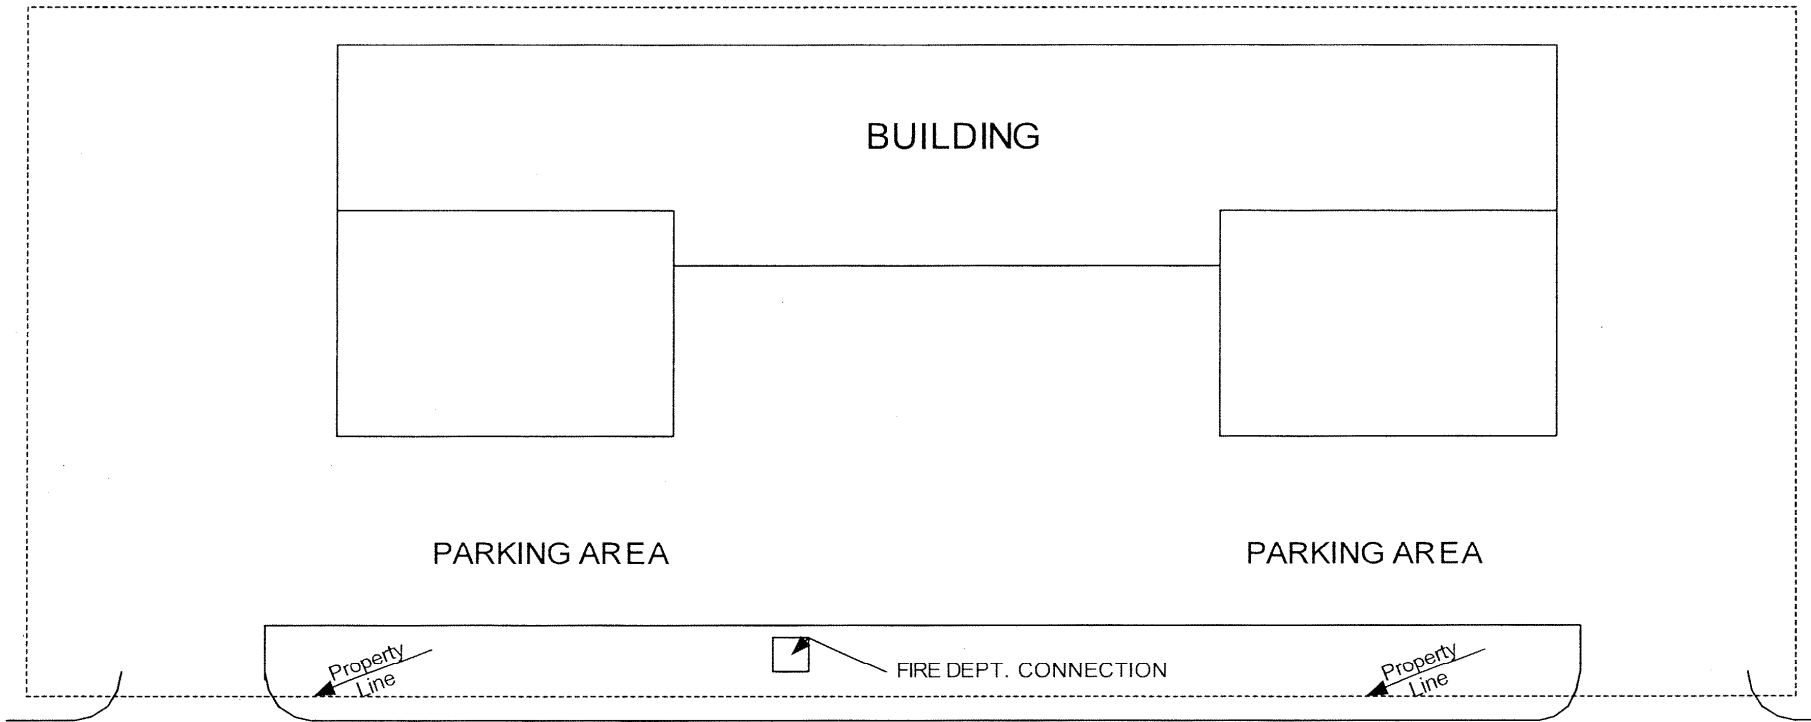 BUILDING
PARKING AREA
PARKING AREA
Property
Line
FIRE DEPT. CONNECTION
Property
Line